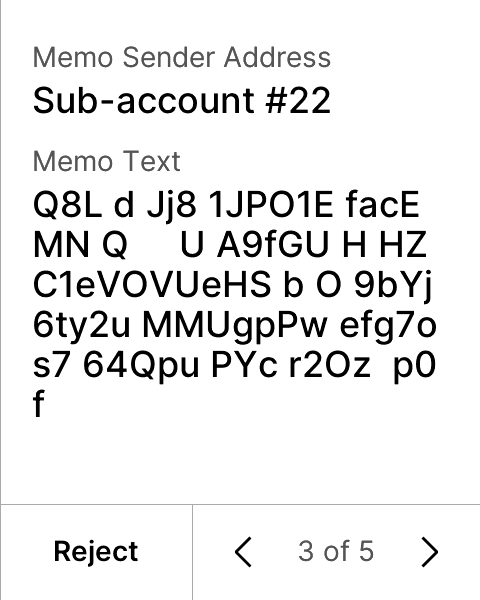 Memo Sender Address
Sub-account #22
Memo Text
Q8L d Jj8 1JPO1E facE
MN Q     U A9fGU H HZ
C1eVOVUeHS b O 9bYj
6ty2u MMUgpPw efg7o
s7 64Qpu PYc r2Oz  p0
f
Reject
3 of 5